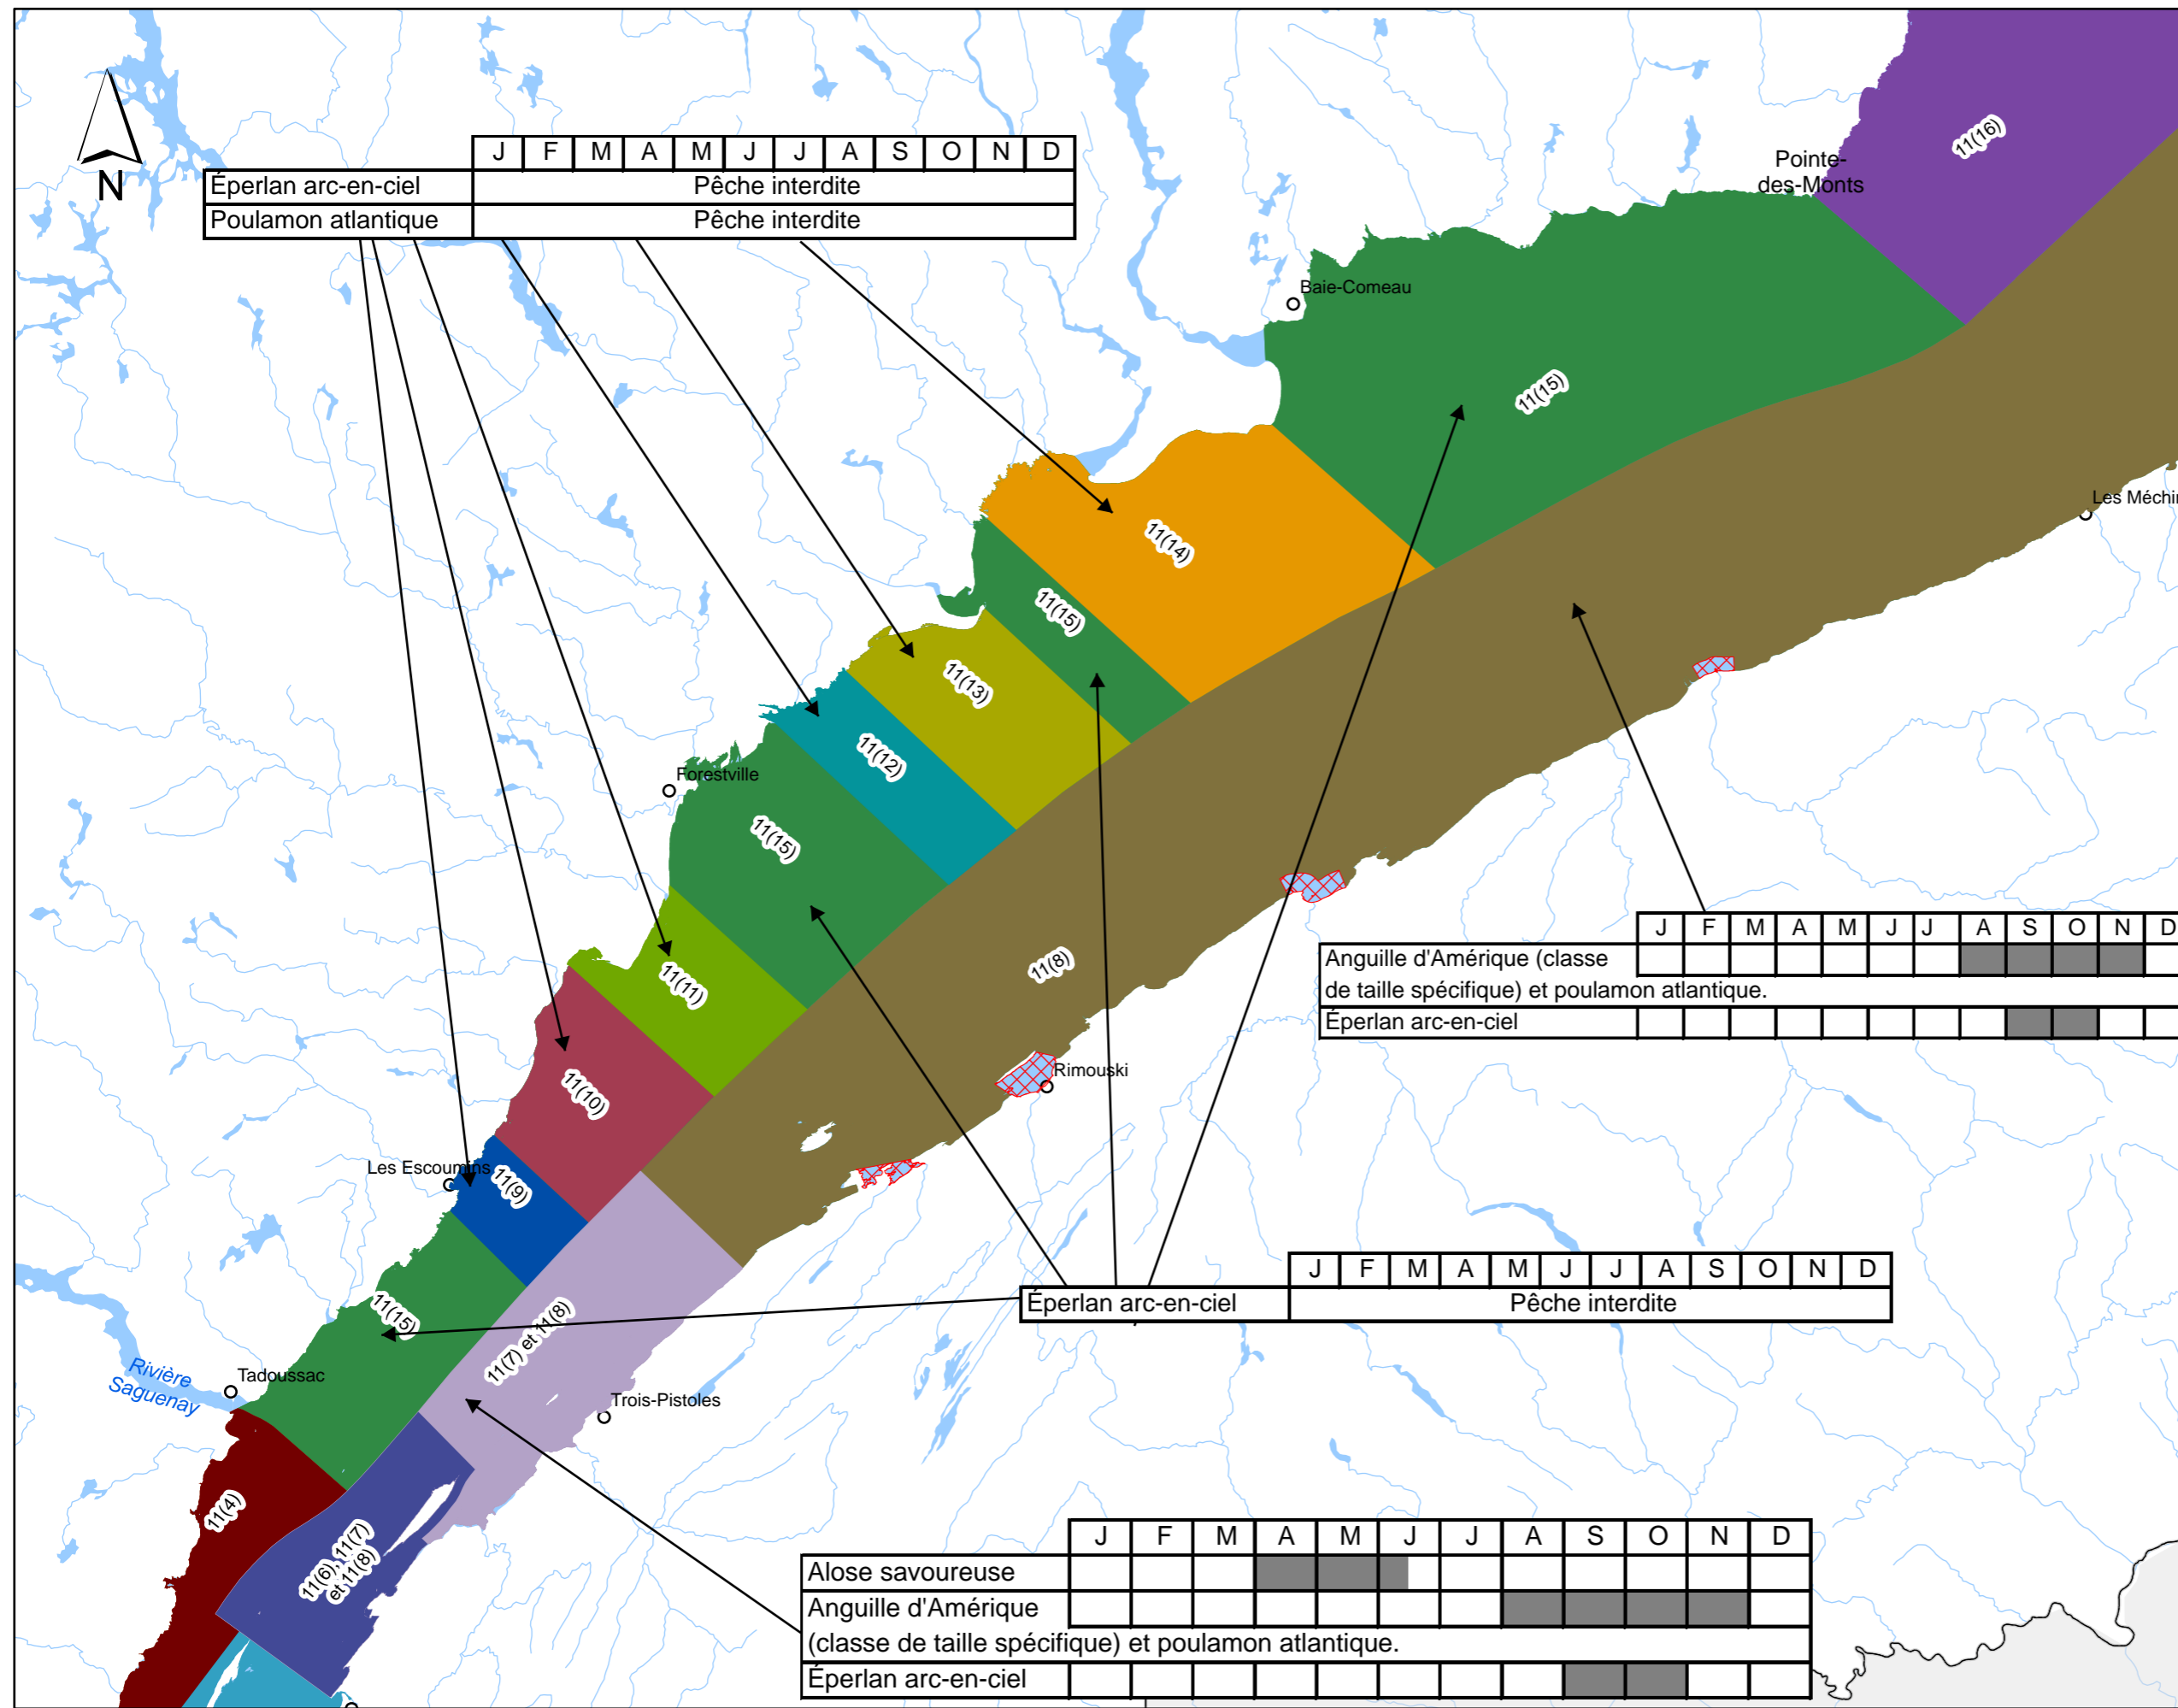 N
J F M A M J J A S O N D
Éperlan arc-en-ciel Pêche interdite
Poulamon atlantique Pêche interdite
Pointe-
des-Monts
11(16)
Baie-Comeau
11(15)
Les Méchin
11(14)
11(15)
11(13)
11(12)
Forestville
11(15)
11(11)
11(8)
J F M A M J J A S O N D
Anguille d'Amérique (classe
de taille spécifique) et poulamon atlantique.
Éperlan arc-en-ciel
11(10)
Rimouski
Les Escoumins
11(9)
J F M A M J J A S O N D
Éperlan arc-en-ciel Pêche interdite
11(15)
11(7) et 11(8)
Rivière
Saguenay
Tadoussac
Trois-Pistoles
11(4)
11(6), 11(7)
et 11(8)
J F M A M J J A S O N D
Alose savoureuse
Anguille d'Amérique
(classe de taille spécifique) et poulamon atlantique.
Éperlan arc-en-ciel